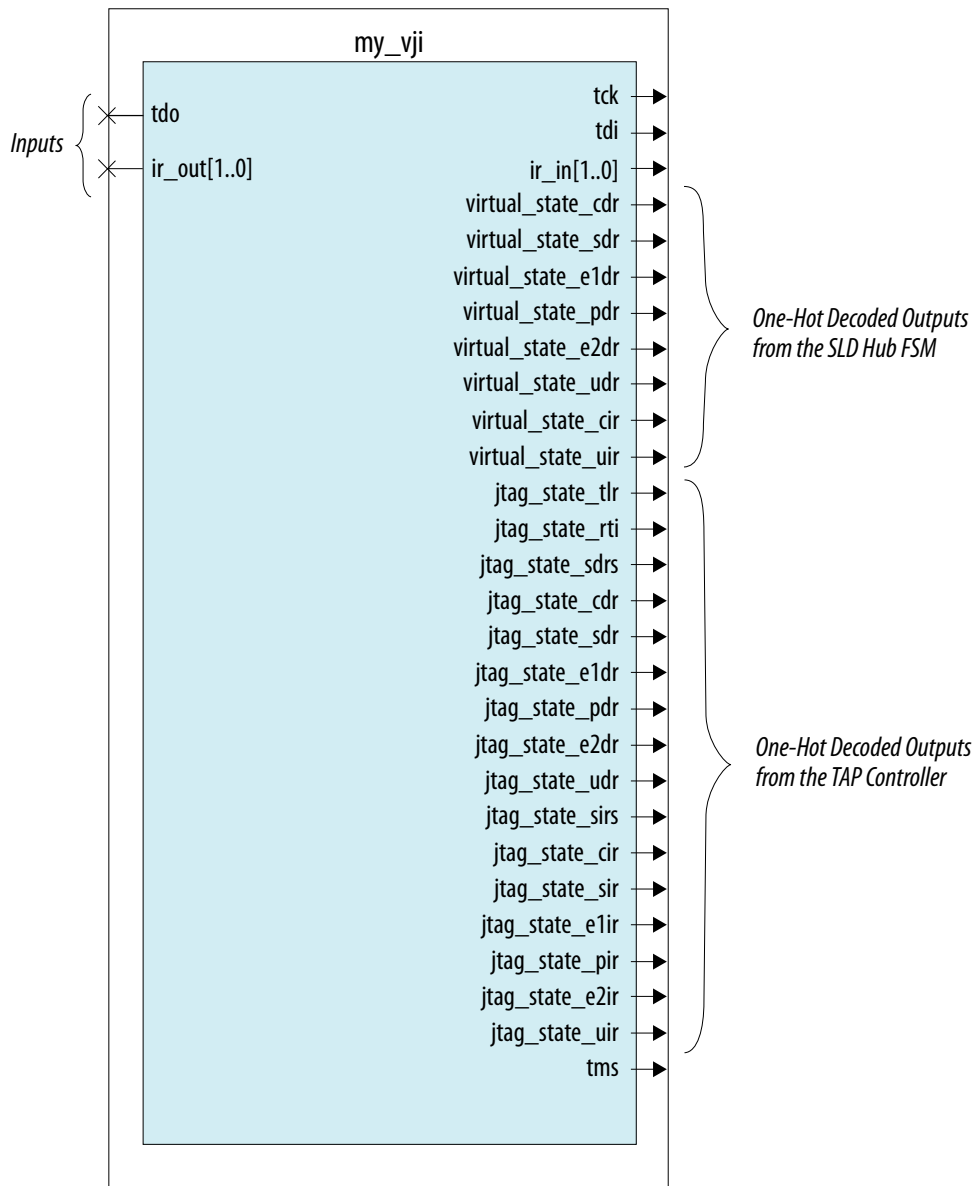 my_vji
Inputs
tdo
ir_out[1..0]
tck
tdi
ir_in[1..0]
virtual_state_cdr
virtual_state_sdr
virtual_state_e1dr
virtual_state_pdr
virtual_state_e2dr
virtual_state_udr
virtual_state_cir
virtual_state_uir
One-Hot Decoded Outputs
from the SLD Hub FSM
jtag_state_tlr
jtag_state_rti
jtag_state_sdrs
jtag_state_cdr
jtag_state_sdr
jtag_state_e1dr
jtag_state_pdr
jtag_state_e2dr
jtag_state_udr
jtag_state_sirs
jtag_state_cir
jtag_state_sir
jtag_state_e1ir
jtag_state_pir
jtag_state_e2ir
jtag_state_uir
One-Hot Decoded Outputs
from the TAP Controller
tms